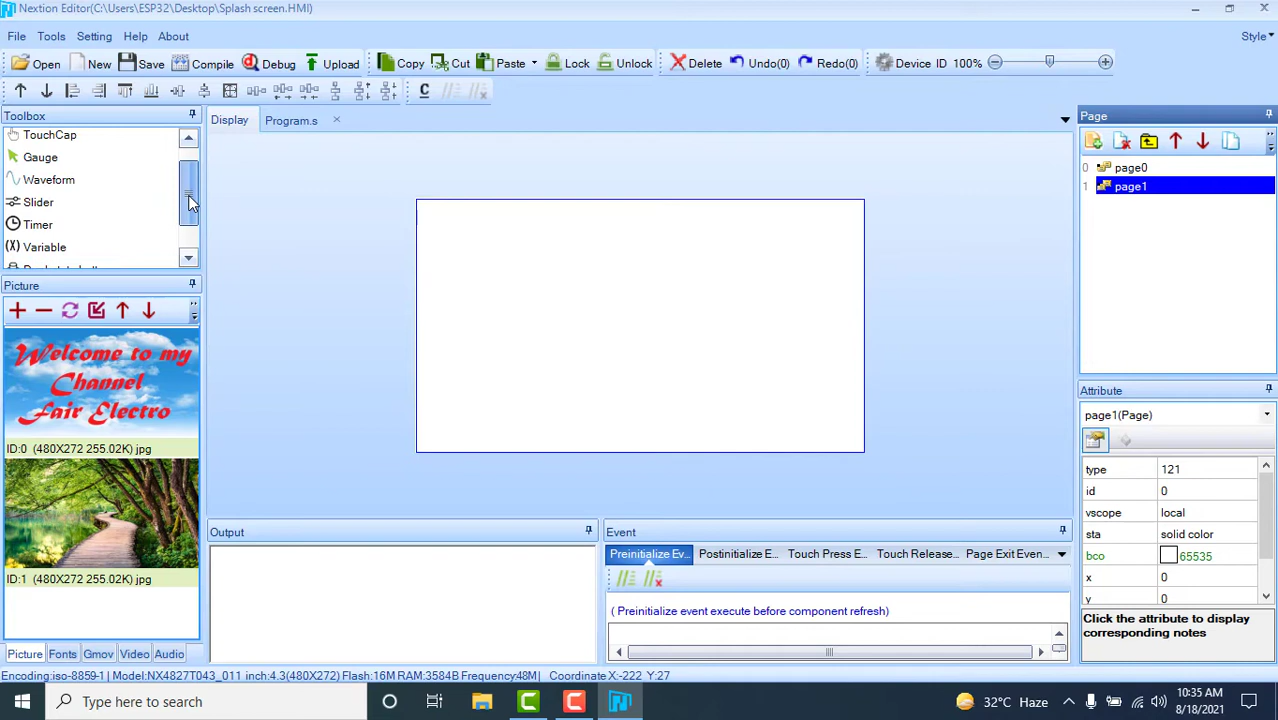 Nextion Editor(C:\Users\ESP32\Desktop\Splash screen.HMI)
File Tools Setting Help About Style
Open New Save Compile Debug Upload Copy Cut Paste Lock Unlock Delete Undo(0) Redo(0) Device ID 100%
Toolbox
Display Program.s
Page
TouchCap
Gauge
Waveform
Slider
Timer
(X) Variable
0 page0
1 page1
Picture
Welcome to my
Channel
Fair Electro
ID:0 (480X272 255.02K) jpg
ID:1 (480X272 255.02K) jpg
Picture Fonts Gmov Video Audio
Output
Event
Preinitialize Ev... Postinitialize E... Touch Press E... Touch Release... Page Exit Even...
( Preinitialize event execute before component refresh)
Attribute
page1(Page)
type 121
id 0
vscope local
sta solid color
bco 65535
x 0
y 0
Click the attribute to display
corresponding notes
Encoding:iso-8859-1 Model:NX4827T043_011 inch:4.3(480X272) Flash:16M RAM:3584B Frequency:48M Coordinate X:-222 Y:27
Type here to search
32°C Haze
10:35 AM
8/18/2021